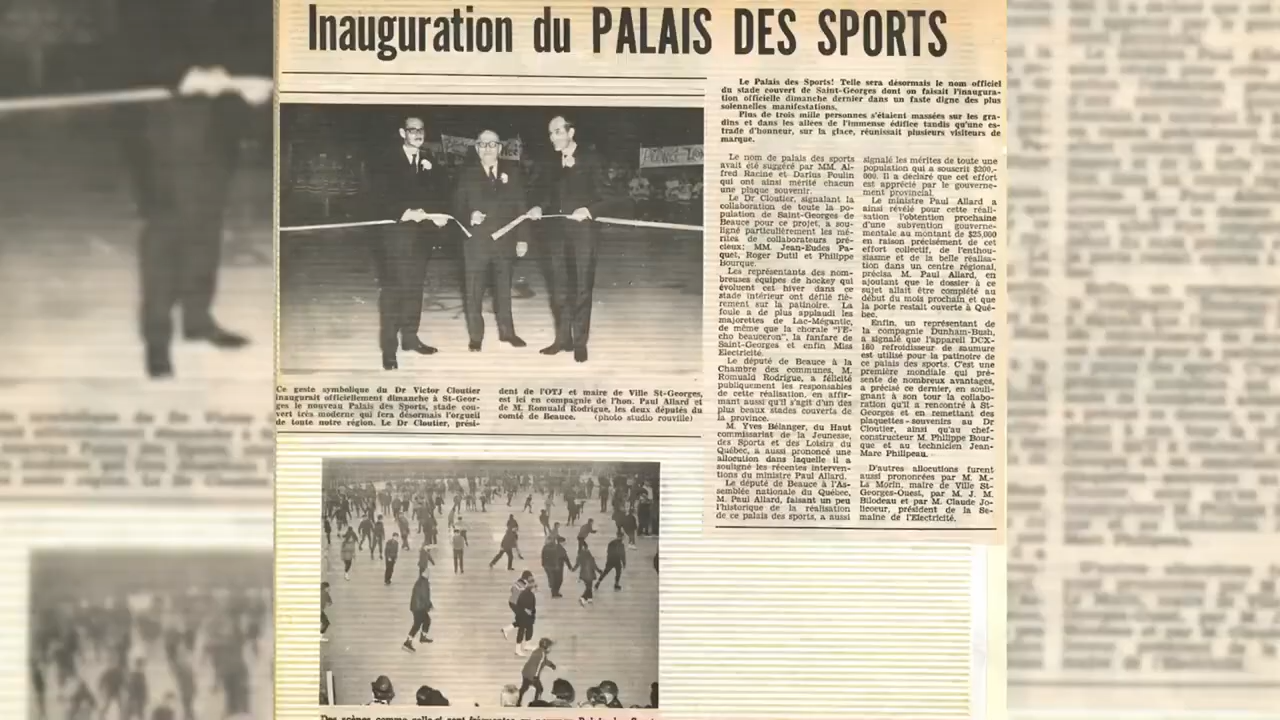 Inauguration du PALAIS DES SPORTS
Ce geste symbolique du Dr Victor Cloutier
inaugurait officiellement dimanche à St-Geor-
ges le nouveau Palais des Sports, stade cou-
vert très moderne qui fera désormais l'orgueil
de toute notre région. Le Dr Cloutier, prési-
dent de l'OTJ et maire de Ville St-Georges,
est ici en compagnie de l'hon. Paul Allard et
de M. Romuald Rodrigue, les deux députés du
comté de Beauce. (photo studio rouville)
Le Palais des Sports! Telle sera désormais le nom officiel
du stade couvert de Saint-Georges dont on faisait l'inaugura-
tion officielle dimanche dernier dans un faste digne des plus
solennelles manifestations.
Plus de trois mille personnes s'étaient massées sur les gra-
dins et dans les allées de l'immense édifice tandis qu'une es-
trade d'honneur, sur la glace, réunissait plusieurs visiteurs de
marque.
Le nom de palais des sports
avait été suggéré par MM. Al-
fred Racine et Darius Poulin
qui ont ainsi mérité chacun
une plaque souvenir.
Le Dr Cloutier, signalant la
collaboration de toute la po-
pulation de Saint-Georges de
Beauce pour ce projet, a sou-
ligné particulièrement les mé-
rites de collaborateurs pré-
cieux: MM. Jean-Eudes Pa-
quet, Roger Dutil et Philippe
Bourque.
Les représentants des nom-
breuses équipes de hockey qui
évoluent cet hiver dans ce
stade intérieur ont défilé fiè-
rement sur la patinoire. La
foule a de plus applaudi les
majorettes de Lac-Mégantic,
de même que la chorale "l'E-
cho beauceron", la fanfare de
Saint-Georges et enfin Miss
Electricité.
Le député de Beauce à la
Chambre des communes, M.
Romuald Rodrigue, a félicité
publiquement les responsables
de cette réalisation, en affir-
mant aussi qu'il s'agit d'un des
plus beaux stades couverts de
la province.
M. Yves Bélanger, du Haut
commissariat de la Jeunesse,
des Sports et des Loisirs du
Québec, a aussi prononcé une
allocution dans laquelle il a
souligné les récentes interven-
tions du ministre Paul Allard.
Le député de Beauce à l'As-
semblée nationale du Québec,
M. Paul Allard, faisant un peu
l'historique de la réalisation
de ce palais des sports, a aussi
signalé les mérites de toute une
population qui a souscrit $200,-
000. Il a déclaré que cet effort
est apprécié par le gouverne-
ment provincial.
Le ministre Paul Allard a
ainsi révélé pour cette réali-
sation l'obtention prochaine
d'une subvention gouverne-
mentale au montant de $25,000
en raison précisément de cet
effort collectif, de l'enthou-
siasme et de la belle réalisa-
tion dans un centre régional,
précisa M. Paul Allard, en
ajoutant que le dossier à ce
sujet allait être complété au
début du mois prochain et que
la porte restait ouverte à Qué-
bec.
Enfin, un représentant de
la compagnie Dunham-Bush,
a signalé que l'appareil DCX-
160 refroidisseur de saumure
est utilisé pour la patinoire de
ce palais des sports. C'est une
première mondiale qui pré-
sente de nombreux avantages,
a précisé ce dernier, en souli-
gnant à son tour la collabo-
ration qu'il a rencontré à St-
Georges et en remettant des
plaquettes-souvenirs au Dr
Cloutier, ainsi qu'au chef-
constructeur M. Philippe Bour-
que et au technicien Jean-
Marc Philipeau.
D'autres allocutions furent
aussi prononcées par M. M.-
La Morin, maire de Ville St-
Georges-Ouest, par M. J. M.
Bilodeau et par M. Claude Jo-
licoeur, président de la Se-
maine de l'Electricité.